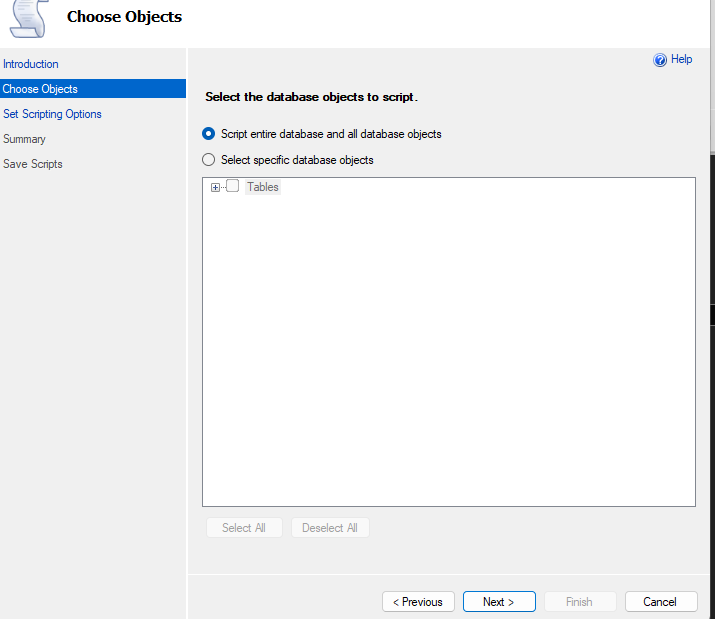 Choose Objects
Introduction
Choose Objects
Set Scripting Options
Summary
Save Scripts
Help
Select the database objects to script.
Script entire database and all database objects
Select specific database objects
Tables
Select All
Deselect All
< Previous
Next >
Finish
Cancel